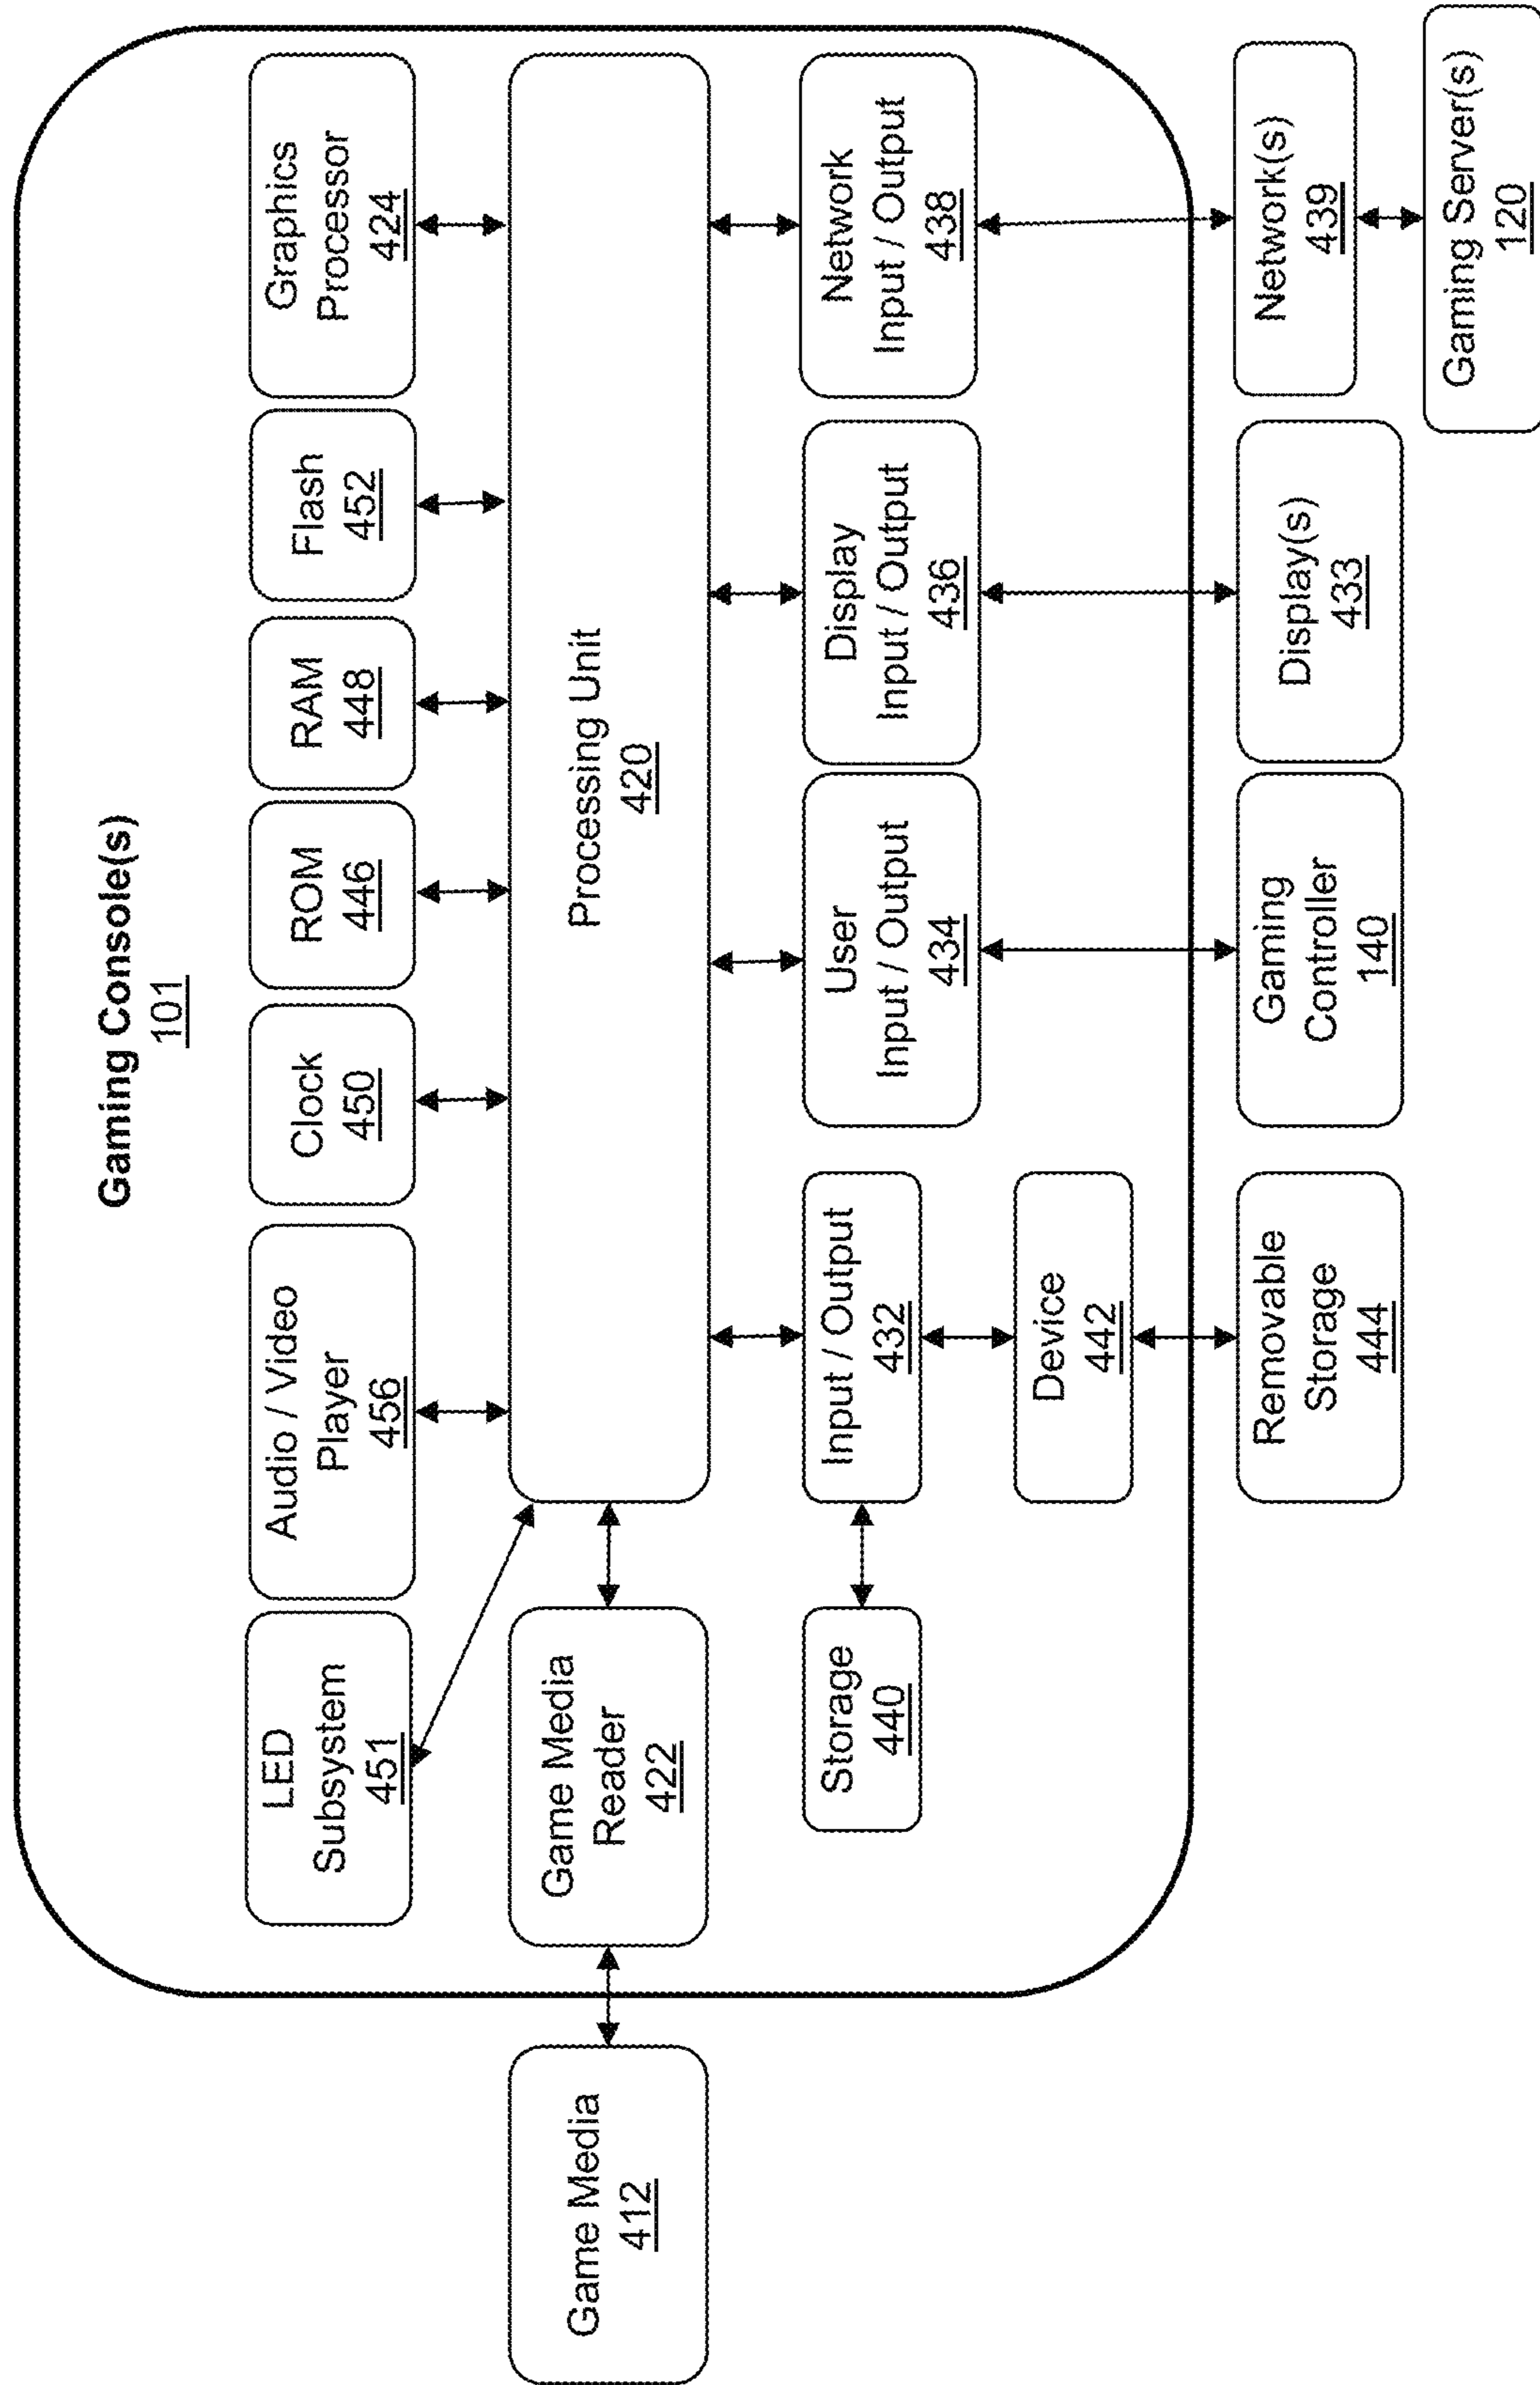 Gaming Console(s)
101
LED
Subsystem
451
Audio / Video
Player
456
Clock
450
ROM
446
RAM
448
Flash
452
Graphics
Processor
424
Game Media
412
Game Media
Reader
422
Processing Unit
420
Storage
440
Input / Output
432
User
Input / Output
434
Display
Input / Output
436
Network
Input / Output
438
Device
442
Removable
Storage
444
Gaming
Controller
140
Display(s)
433
Network(s)
439
Gaming Server(s)
120